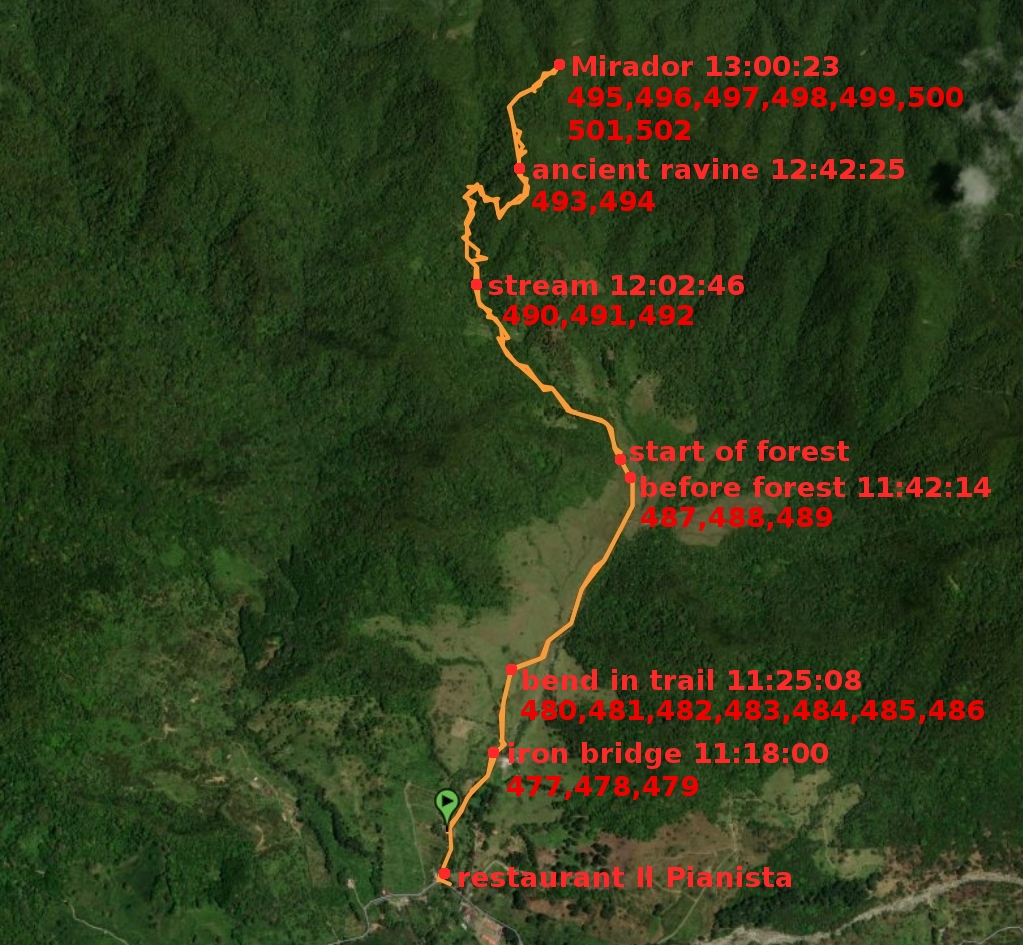 Mirador 13:00:23
495,496,497,498,499,500
501,502
ancient ravine 12:42:25
493,494
stream 12:02:46
490,491,492
start of forest
before forest 11:42:14
487,488,489
bend in trail 11:25:08
480,481,482,483,484,485,486
iron bridge 11:18:00
477,478,479
restaurant Il Pianista